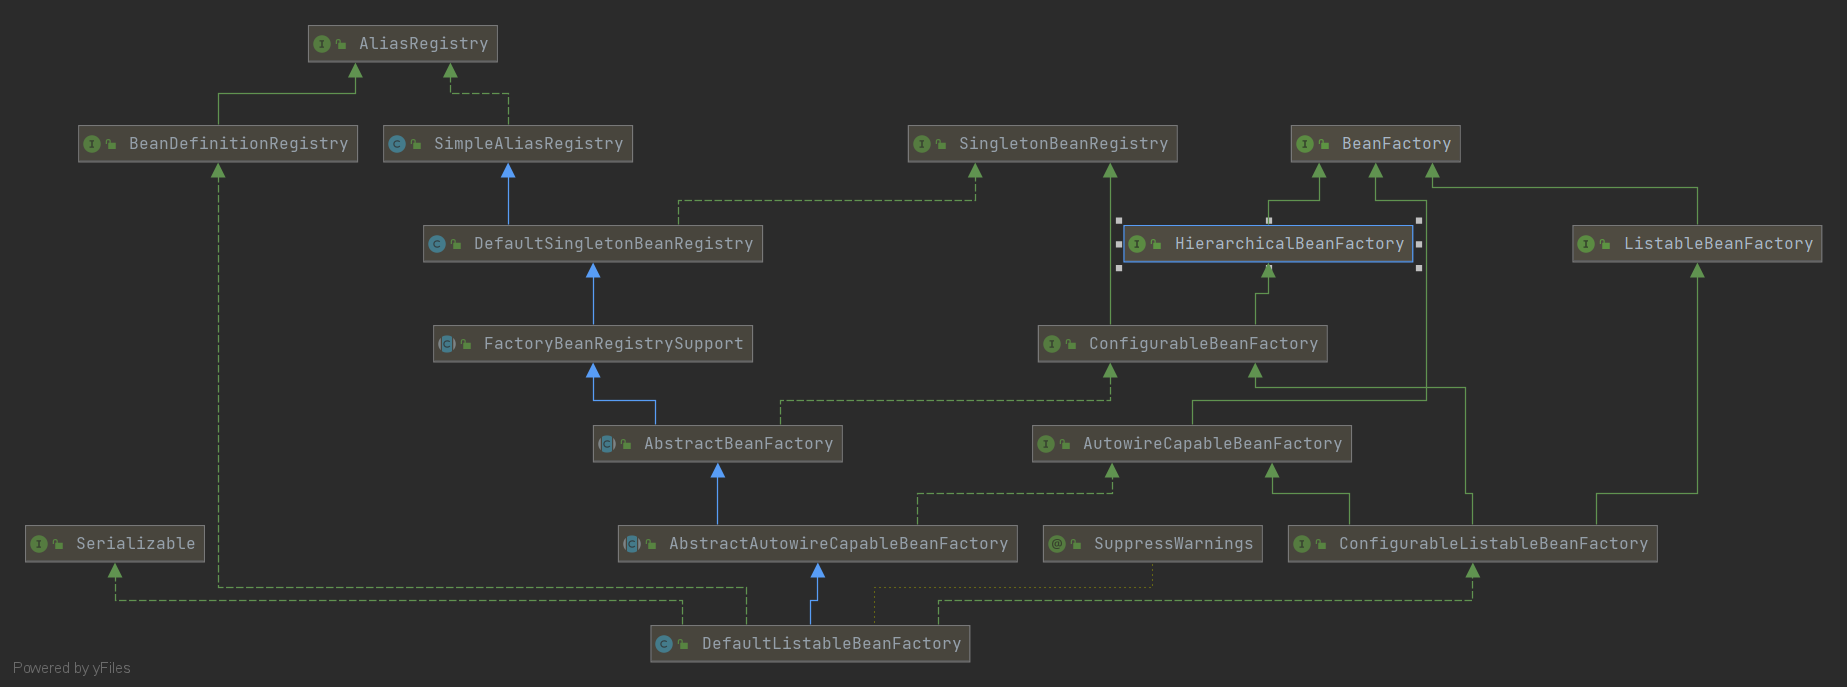 AliasRegistry
BeanDefinitionRegistry
SimpleAliasRegistry
SingletonBeanRegistry
BeanFactory
DefaultSingletonBeanRegistry
HierarchicalBeanFactory
ListableBeanFactory
FactoryBeanRegistrySupport
ConfigurableBeanFactory
AbstractBeanFactory
AutowireCapableBeanFactory
Serializable
AbstractAutowireCapableBeanFactory
SuppressWarnings
ConfigurableListableBeanFactory
DefaultListableBeanFactory
Powered by yFiles